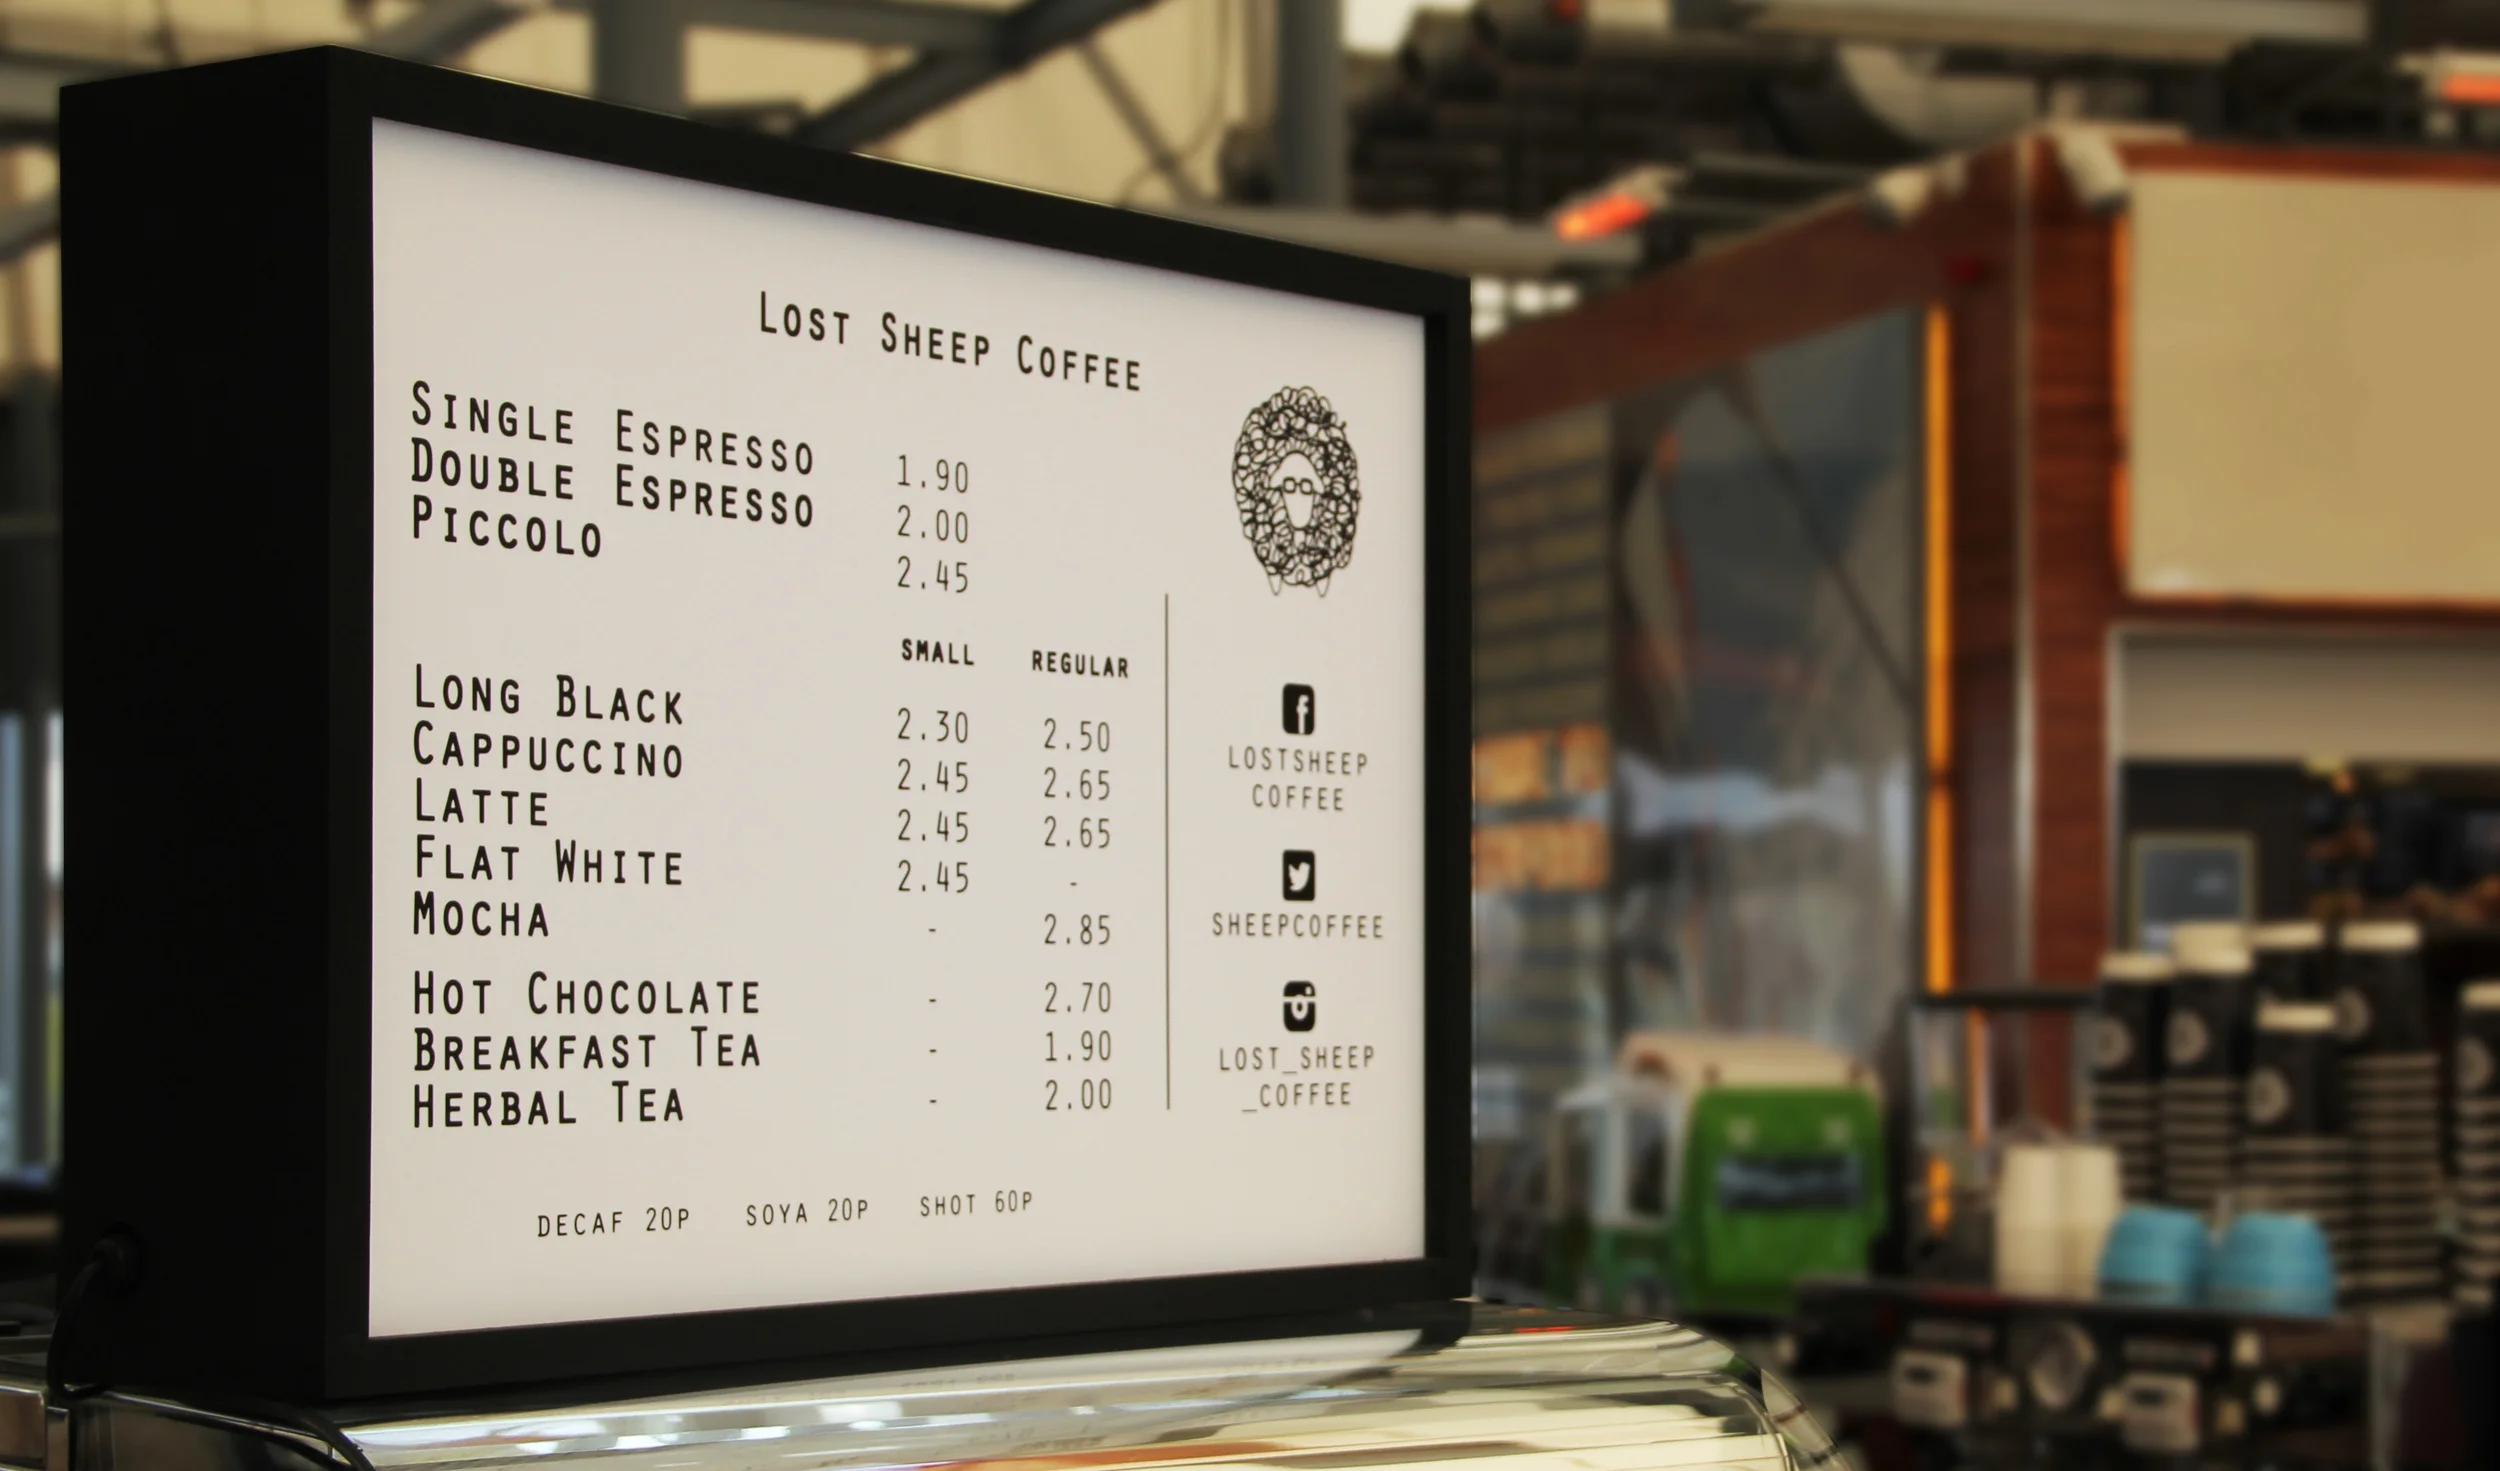 Lost Sheep Coffee
Single Espresso 1.90
Double Espresso 2.00
Piccolo 2.45
SMALL REGULAR
Long Black 2.30 2.50
Cappuccino 2.45 2.65
Latte 2.45 2.65
Flat White 2.45 -
Mocha - 2.85
Hot Chocolate - 2.70
Breakfast Tea - 1.90
Herbal Tea - 2.00
DECAF 20P SOYA 20P SHOT 60P
LOSTSHEEP
COFFEE
SHEEPCOFFEE
LOST_SHEEP
_COFFEE